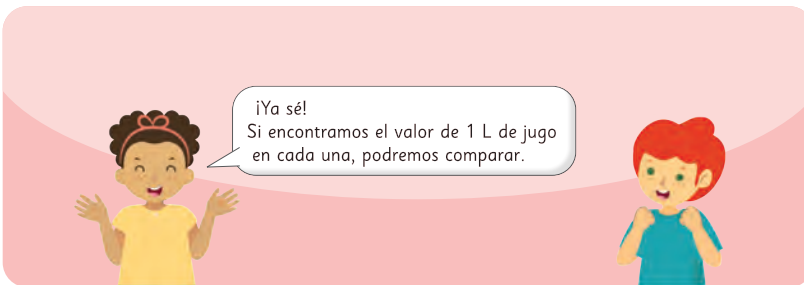 ¡Ya sé!
Si encontramos el valor de 1 L de jugo
en cada una, podremos comparar.